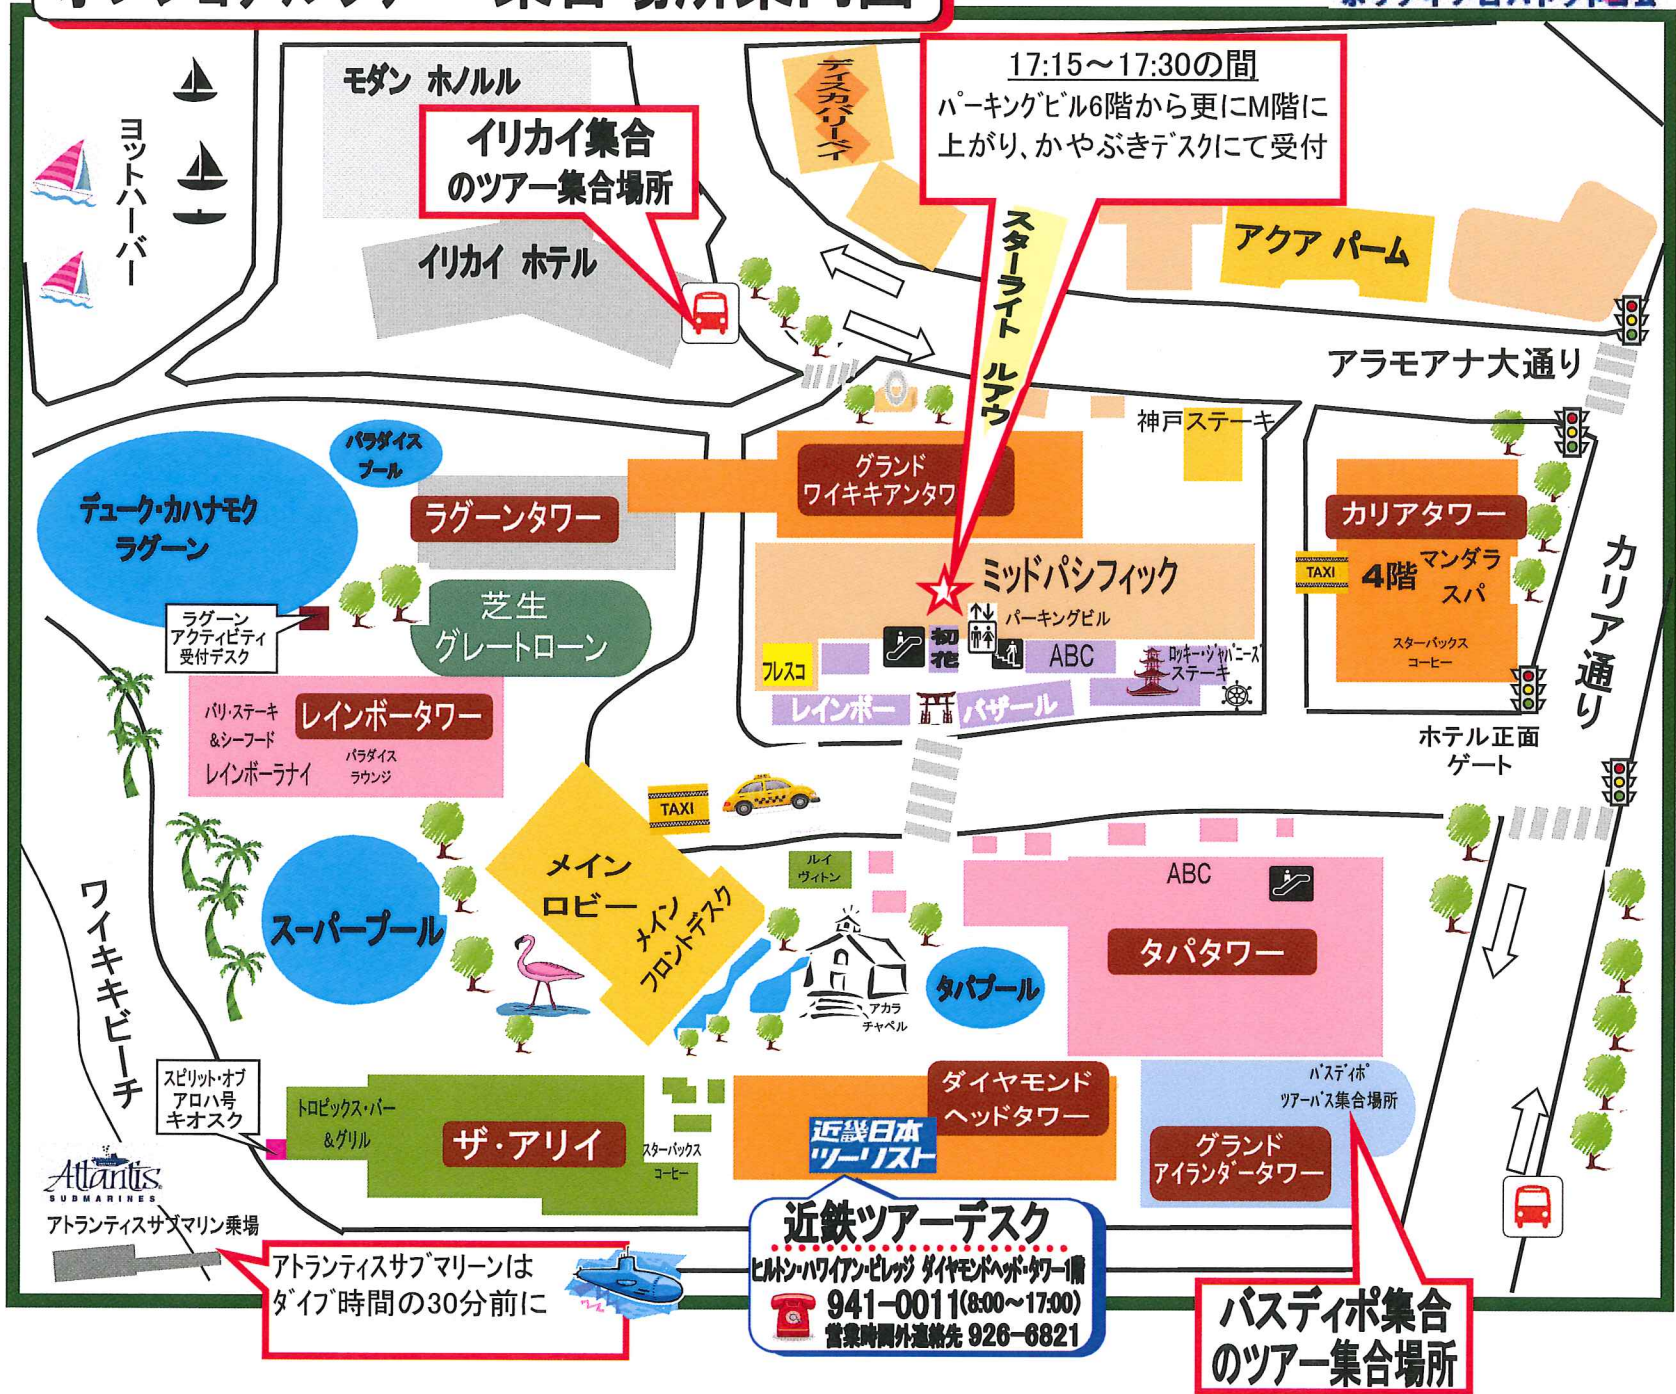 モダン ホノルル
ヨットハーバー
イリカイ集合
のツアー集合場所
イリカイ ホテル
ディスカバリーベイ
17:15～17:30の間
パーキングビル6階から更にM階に
上がり、かやぶきデスクにて受付
スターライト ルアウ
アクア パーム
アラモアナ大通り
神戸ステーキ
パラダイス
プール
デューク・カハナモク
ラグーン
ラグーンタワー
グランド
ワイキキアンタワ
カリアタワー
TAXI
4階
マンダラ
スパ
スターバックス
コーヒー
カリア通り
ミッドパシフィック
パーキングビル
ラグーン
アクティビティ
受付デスク
芝生
グレートローン
フレスコ
初花
ABC
ロッキー・ジャパニーズ
ステーキ
レインボー
バザール
バリ・ステーキ
&シーフード
レインボーラナイ
レインボータワー
パラダイス
ラウンジ
ホテル正面
ゲート
TAXI
メイン
ロビー
メイン
フロントデスク
ルイ
ヴィトン
ABC
スーパープール
タパタワー
タパプール
アカラ
チャペル
ワイキキビーチ
スピリット・オブ
アロハ号
キオスク
トロピックス・バー
&グリル
ザ・アリイ
スターバックス
コーヒー
ダイヤモンド
ヘッドタワー
近畿日本
ツーリスト
バスディポ
ツアーバス集合場所
グランド
アイランダータワー
Atlantis
SUBMARINES
アトランティスサブマリン乗場
アトランティスサブマリーンは
ダイブ時間の30分前に
近鉄ツアーデスク
ヒルトン・ハワイアン・ビレッジ ダイヤモンドヘッド・タワー1階
941-0011(8:00～17:00)
営業時間外連絡先 926-6821
バスディポ集合
のツアー集合場所